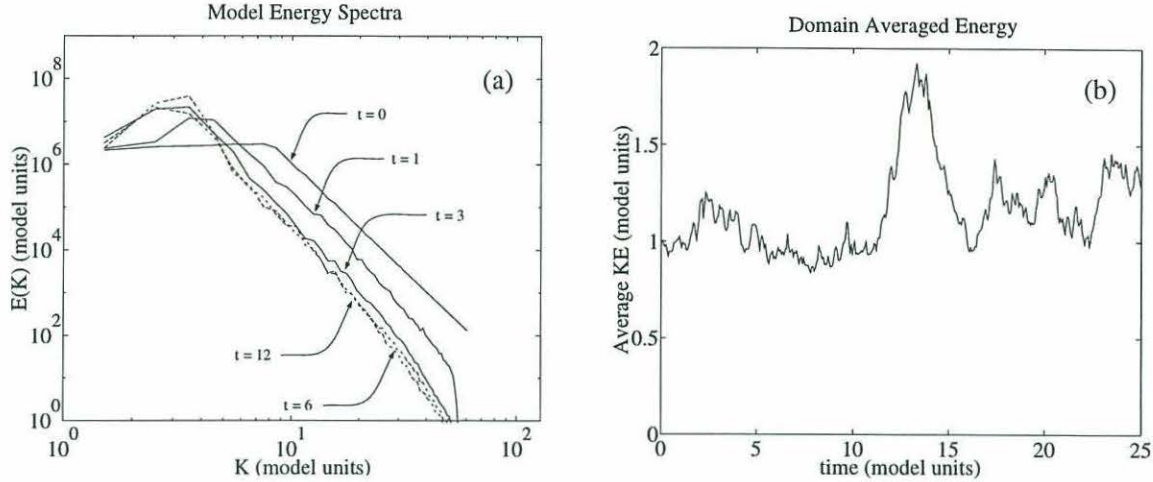 Model Energy Spectra
(a)
E(K) (model units)
10^8
10^6
10^4
10^2
10^0
t = 0
t = 1
t = 3
t = 12
t = 6
10^0
10^1
10^2
K (model units)
Domain Averaged Energy
(b)
Average KE (model units)
2
1.5
1
0.5
0
0
5
10
15
20
25
time (model units)